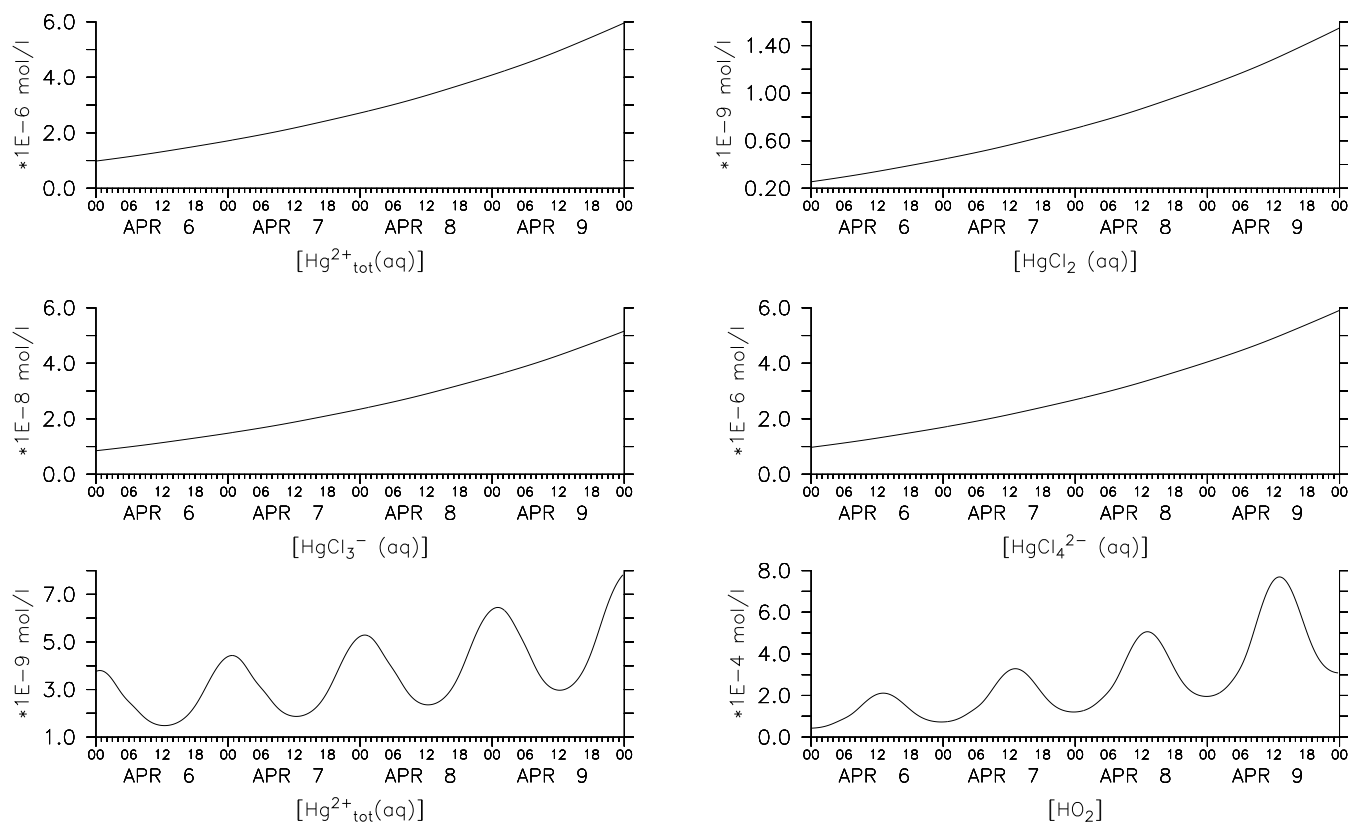 6.0
4.0
2.0
0.0
*1E-6 mol/l
00 06 12 18 00 06 12 18 00 06 12 18 00 06 12 18 00
APR 6 APR 7 APR 8 APR 9
[Hg²⁺tot(aq)]
1.40
1.00
0.60
0.20
*1E-9 mol/l
00 06 12 18 00 06 12 18 00 06 12 18 00 06 12 18 00
APR 6 APR 7 APR 8 APR 9
[HgCl₂ (aq)]
6.0
4.0
2.0
0.0
*1E-8 mol/l
00 06 12 18 00 06 12 18 00 06 12 18 00 06 12 18 00
APR 6 APR 7 APR 8 APR 9
[HgCl₃⁻ (aq)]
6.0
4.0
2.0
0.0
*1E-6 mol/l
00 06 12 18 00 06 12 18 00 06 12 18 00 06 12 18 00
APR 6 APR 7 APR 8 APR 9
[HgCl₄²⁻ (aq)]
7.0
5.0
3.0
1.0
*1E-9 mol/l
00 06 12 18 00 06 12 18 00 06 12 18 00 06 12 18 00
APR 6 APR 7 APR 8 APR 9
[Hg²⁺tot(aq)]
8.0
6.0
4.0
2.0
0.0
*1E-4 mol/l
00 06 12 18 00 06 12 18 00 06 12 18 00 06 12 18 00
APR 6 APR 7 APR 8 APR 9
[HO₂]